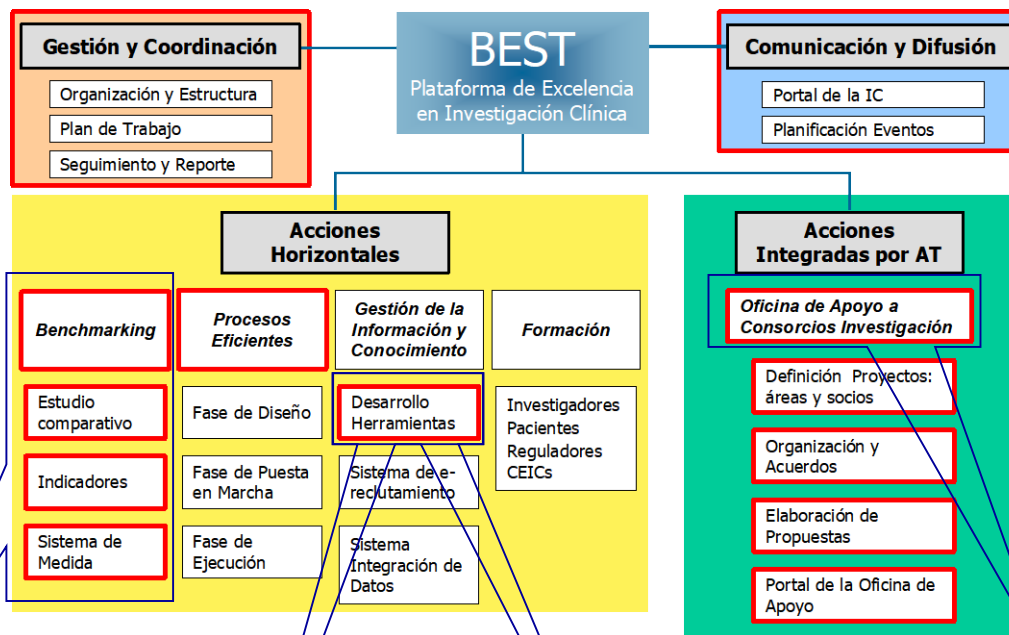 Gestión y Coordinación
Organización y Estructura
Plan de Trabajo
Seguimiento y Reporte
BEST
Plataforma de Excelencia
en Investigación Clínica
Comunicación y Difusión
Portal de la IC
Planificación Eventos
Acciones
Horizontales
Benchmarking
Estudio
comparativo
Indicadores
Sistema de
Medida
Procesos
Eficientes
Fase de Diseño
Fase de Puesta
en Marcha
Fase de
Ejecución
Gestión de la
Información y
Conocimiento
Desarrollo
Herramientas
Sistema de e-
reclutamiento
Sistema
Integración de
Datos
Formación
Investigadores
Pacientes
Reguladores
CEICs
Acciones
Integradas por AT
Oficina de Apoyo a
Consorcios Investigación
Definición Proyectos:
áreas y socios
Organización y
Acuerdos
Elaboración de
Propuestas
Portal de la Oficina de
Apoyo